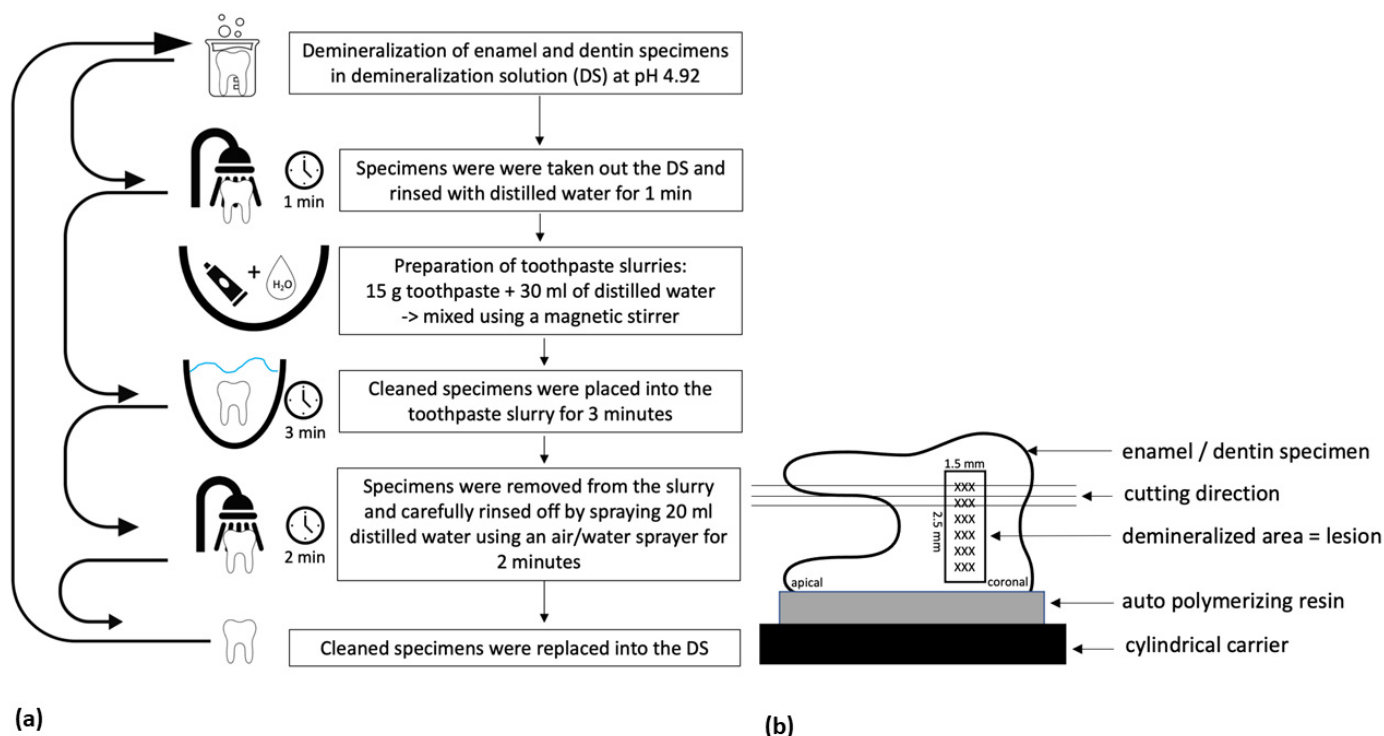 Demineralization of enamel and dentin specimens
in demineralization solution (DS) at pH 4.92
1 min
Specimens were were taken out the DS and
rinsed with distilled water for 1 min
+
H₂O
Preparation of toothpaste slurries:
15 g toothpaste + 30 ml of distilled water
-> mixed using a magnetic stirrer
3 min
Cleaned specimens were placed into the
toothpaste slurry for 3 minutes
2 min
Specimens were removed from the slurry
and carefully rinsed off by spraying 20 ml
distilled water using an air/water sprayer for
2 minutes
Cleaned specimens were replaced into the DS
(a)
enamel / dentin specimen
1.5 mm
cutting direction
XXX
XXX
XXX
XXX
XXX
XXX
2.5 mm
demineralized area = lesion
apical
coronal
auto polymerizing resin
cylindrical carrier
(b)